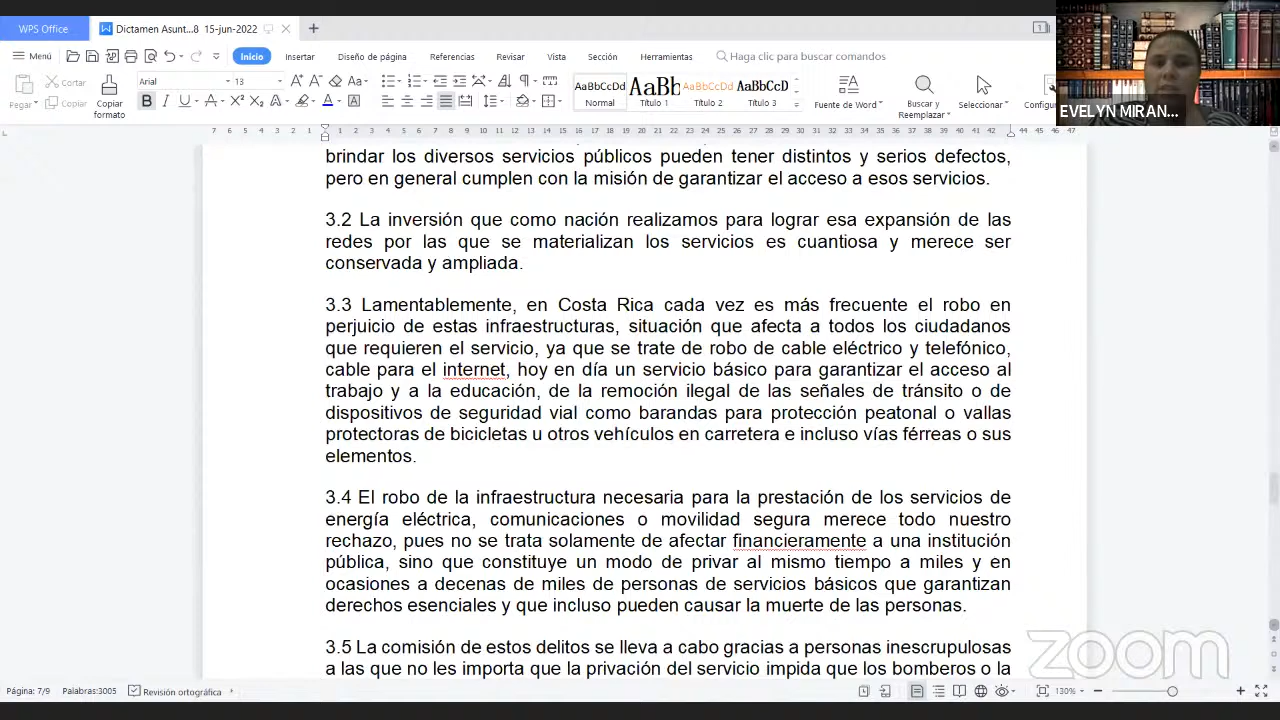 WPS Office
Dictamen Asunt...8 15-jun-2022
Menú
Inicio
Insertar
Diseño de página
Referencias
Revisar
Vista
Sección
Herramientas
Haga clic para buscar comandos
Pegar
Cortar
Copiar
Copiar formato
Arial
13
AaBbCcDd Normal
AaBb Título 1
AaBbCcDd Título 2
AaBbCcD Título 3
Fuente de Word
Buscar y Reemplazar
Seleccionar
EVELYN MIRAN...
brindar los diversos servicios públicos pueden tener distintos y serios defectos,
pero en general cumplen con la misión de garantizar el acceso a esos servicios.
3.2 La inversión que como nación realizamos para lograr esa expansión de las
redes por las que se materializan los servicios es cuantiosa y merece ser
conservada y ampliada.
3.3 Lamentablemente, en Costa Rica cada vez es más frecuente el robo en
perjuicio de estas infraestructuras, situación que afecta a todos los ciudadanos
que requieren el servicio, ya que se trate de robo de cable eléctrico y telefónico,
cable para el internet, hoy en día un servicio básico para garantizar el acceso al
trabajo y a la educación, de la remoción ilegal de las señales de tránsito o de
dispositivos de seguridad vial como barandas para protección peatonal o vallas
protectoras de bicicletas u otros vehículos en carretera e incluso vías férreas o sus
elementos.
3.4 El robo de la infraestructura necesaria para la prestación de los servicios de
energía eléctrica, comunicaciones o movilidad segura merece todo nuestro
rechazo, pues no se trata solamente de afectar financieramente a una institución
pública, sino que constituye un modo de privar al mismo tiempo a miles y en
ocasiones a decenas de miles de personas de servicios básicos que garantizan
derechos esenciales y que incluso pueden causar la muerte de las personas.
3.5 La comisión de estos delitos se lleva a cabo gracias a personas inescrupulosas
a las que no les importa que la privación del servicio impida que los bomberos o la
zoom
Página: 7/9 Palabras:3005 Revisión ortográfica
130%